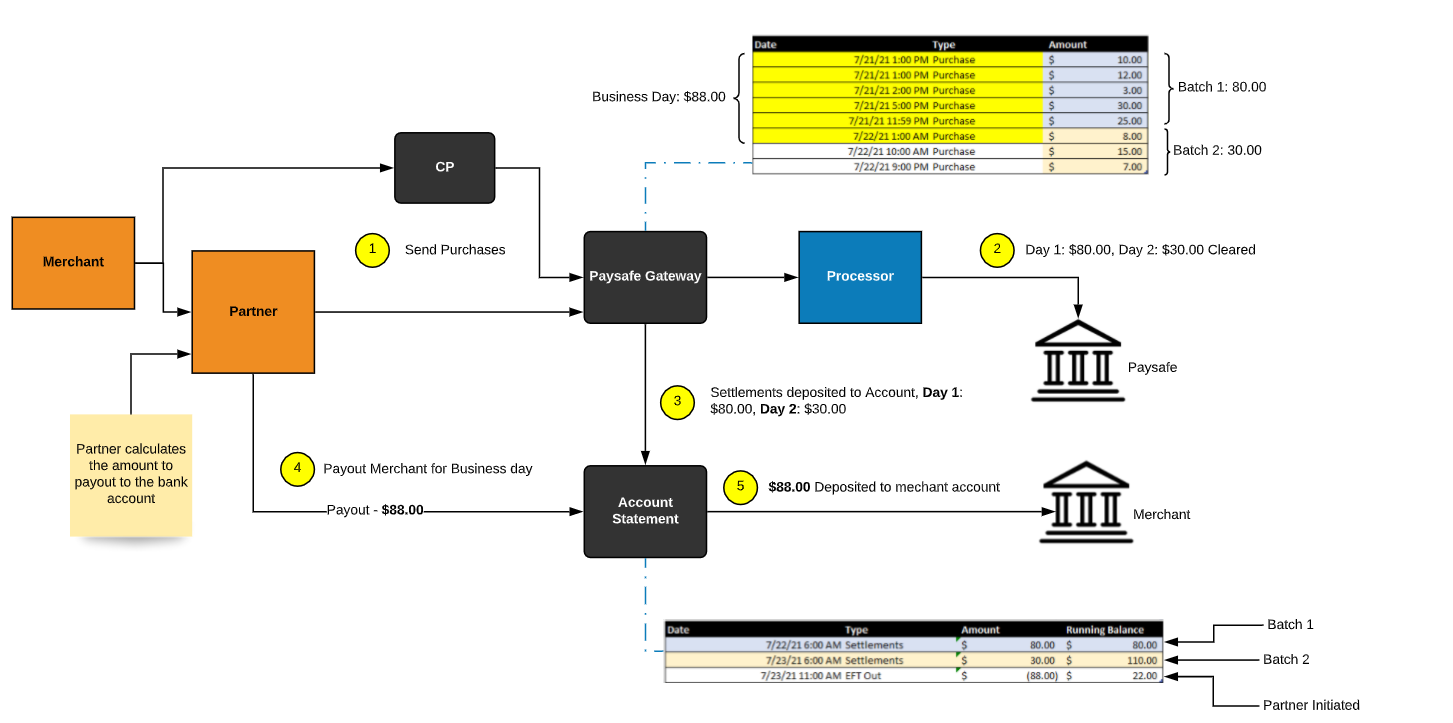 Date Type Amount
7/21/21 1:00 PM Purchase $ 10.00
7/21/21 1:00 PM Purchase $ 12.00
7/21/21 2:00 PM Purchase $ 3.00
7/21/21 5:00 PM Purchase $ 30.00
7/21/21 11:59 PM Purchase $ 25.00
7/22/21 1:00 AM Purchase $ 8.00
7/22/21 10:00 AM Purchase $ 15.00
7/22/21 9:00 PM Purchase $ 7.00
Business Day: $88.00
Batch 1: 80.00
Batch 2: 30.00
CP
Merchant
Partner
1 Send Purchases
Paysafe Gateway
Processor
2 Day 1: $80.00, Day 2: $30.00 Cleared
Paysafe
3 Settlements deposited to Account, Day 1:
$80.00, Day 2: $30.00
Partner calculates
the amount to
payout to the bank
account
4 Payout Merchant for Business day
Payout - $88.00
Account
Statement
5 $88.00 Deposited to mechant account
Merchant
Date Type Amount Running Balance
7/22/21 6:00 AM Settlements $ 80.00 $ 80.00
7/23/21 6:00 AM Settlements $ 30.00 $ 110.00
7/23/21 11:00 AM EFT Out $ (88.00) $ 22.00
Batch 1
Batch 2
Partner Initiated